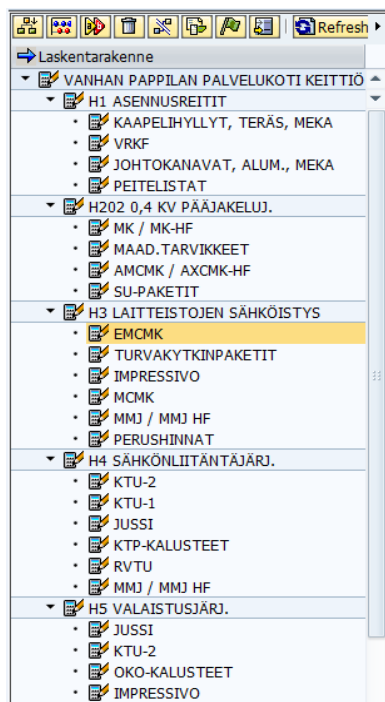 Refresh
Laskentarakenne
VANHAN PAPPILAN PALVELUKOTI KEITTIÖ
H1 ASENNUSREITIT
KAAPELIHYLLYT, TERÄS, MEKA
VRKF
JOHTOKANAVAT, ALUM., MEKA
PEITELISTAT
H202 0,4 KV PÄÄJAKELUJ.
MK / MK-HF
MAAD.TARVIKKEET
AMCMK / AXCMK-HF
SU-PAKETIT
H3 LAITTEISTOJEN SÄHKÖISTYS
EMCMK
TURVAKYTKINPAKETIT
IMPRESSIVO
MCMK
MMJ / MMJ HF
PERUSHINNAT
H4 SÄHKÖNLIITÄNTÄJÄRJ.
KTU-2
KTU-1
JUSSI
KTP-KALUSTEET
RVTU
MMJ / MMJ HF
H5 VALAISTUSJÄRJ.
JUSSI
KTU-2
OKO-KALUSTEET
IMPRESSIVO